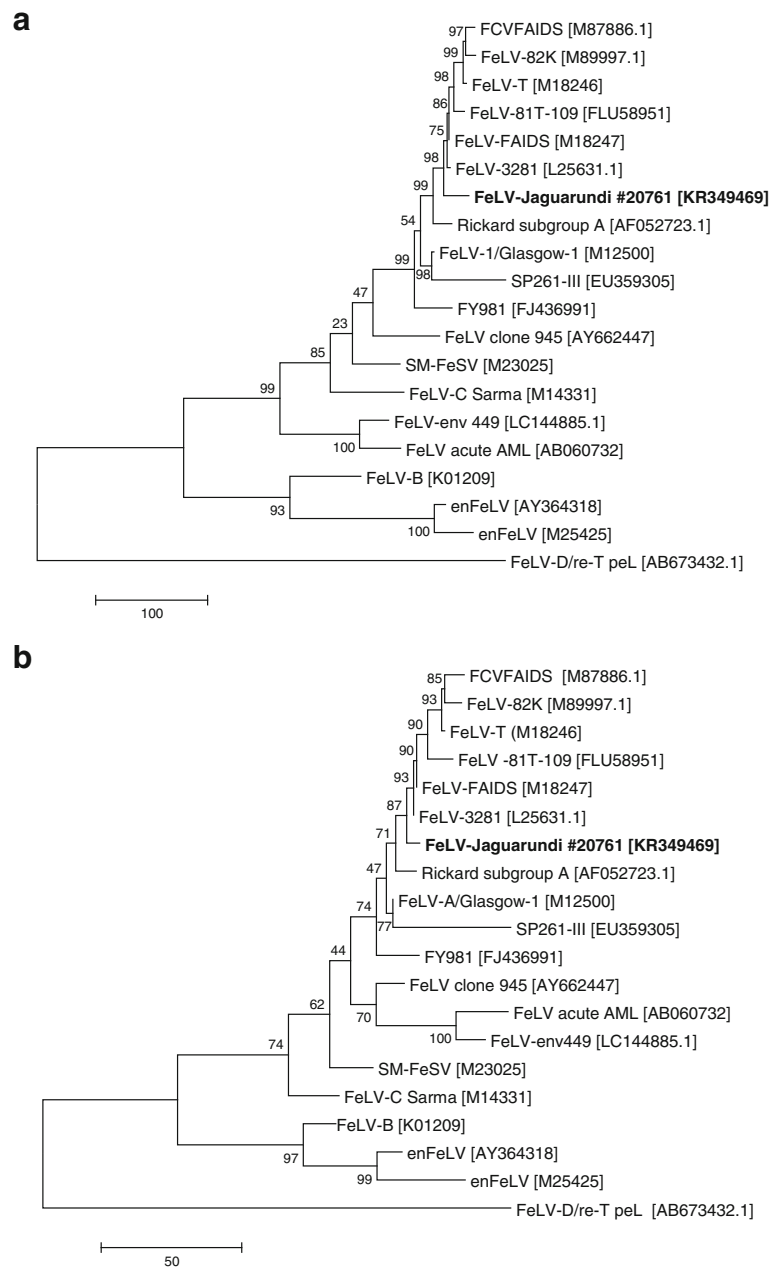 a
97
FCVFAIDS [M87886.1]
99
FeLV-82K [M89997.1]
98
FeLV-T [M18246]
86
FeLV-81T-109 [FLU58951]
75
FeLV-FAIDS [M18247]
98
FeLV-3281 [L25631.1]
99
FeLV-Jaguarundi #20761 [KR349469]
54
Rickard subgroup A [AF052723.1]
99
FeLV-1/Glasgow-1 [M12500]
98
SP261-III [EU359305]
47
FY981 [FJ436991]
23
FeLV clone 945 [AY662447]
85
SM-FeSV [M23025]
99
FeLV-C Sarma [M14331]
FeLV-env 449 [LC144885.1]
100
FeLV acute AML [AB060732]
FeLV-B [K01209]
93
enFeLV [AY364318]
100
enFeLV [M25425]
FeLV-D/re-T peL [AB673432.1]
100
b
85
FCVFAIDS [M87886.1]
93
FeLV-82K [M89997.1]
90
FeLV-T (M18246]
90
FeLV -81T-109 [FLU58951]
93
FeLV-FAIDS [M18247]
87
FeLV-3281 [L25631.1]
71
FeLV-Jaguarundi #20761 [KR349469]
47
Rickard subgroup A [AF052723.1]
74
FeLV-A/Glasgow-1 [M12500]
77
SP261-III [EU359305]
44
FY981 [FJ436991]
FeLV clone 945 [AY662447]
62
70
FeLV acute AML [AB060732]
74
100
FeLV-env449 [LC144885.1]
SM-FeSV [M23025]
FeLV-C Sarma [M14331]
FeLV-B [K01209]
97
enFeLV [AY364318]
99
enFeLV [M25425]
FeLV-D/re-T peL [AB673432.1]
50